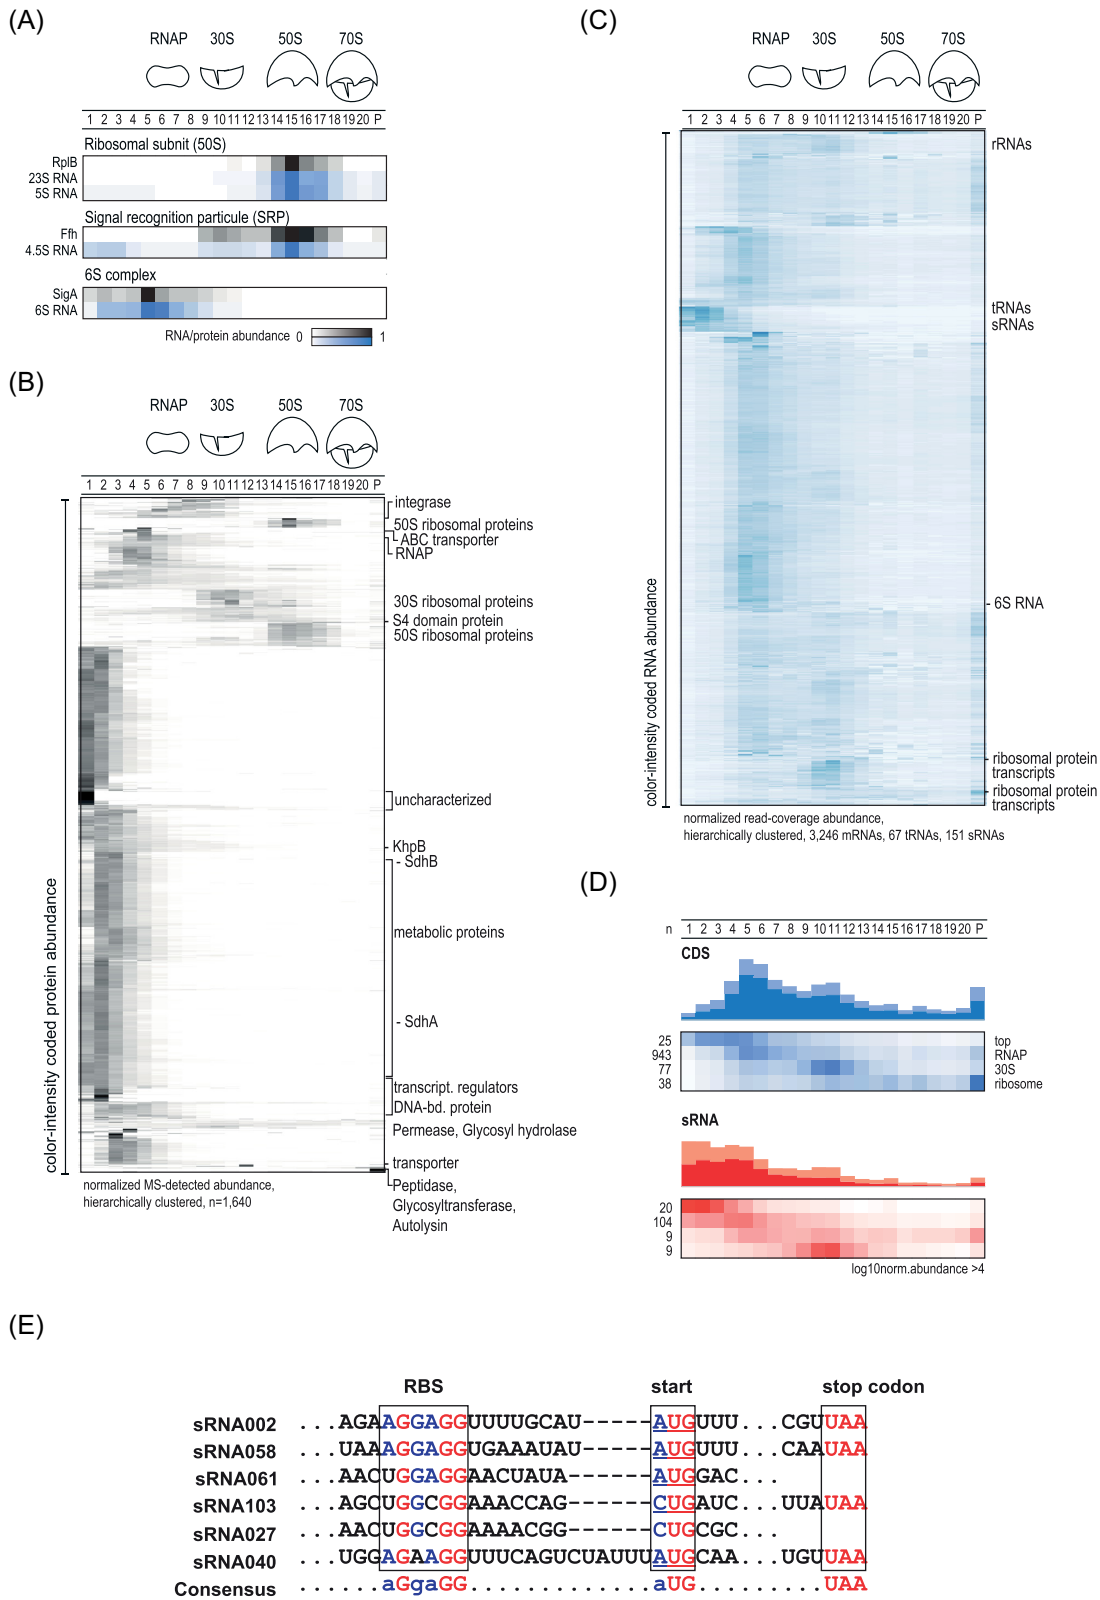 (A)
RNAP 30S 50S 70S
1 2 3 4 5 6 7 8 9 10 11 12 13 14 15 16 17 18 19 20 P
Ribosomal subunit (50S)
RplB
23S RNA
5S RNA
Signal recognition particule (SRP)
Ffh
4.5S RNA
6S complex
SigA
6S RNA
RNA/protein abundance 0 1
(B)
RNAP 30S 50S 70S
1 2 3 4 5 6 7 8 9 10 11 12 13 14 15 16 17 18 19 20 P
integrase
50S ribosomal proteins
ABC transporter
RNAP
30S ribosomal proteins
S4 domain protein
50S ribosomal proteins
uncharacterized
KhpB
- SdhB
metabolic proteins
- SdhA
transcript. regulators
DNA-bd. protein
Permease, Glycosyl hydrolase
transporter
Peptidase,
Glycosyltransferase,
Autolysin
color-intensity coded protein abundance
normalized MS-detected abundance,
hierarchically clustered, n=1,640
(C)
RNAP 30S 50S 70S
1 2 3 4 5 6 7 8 9 10 11 12 13 14 15 16 17 18 19 20 P
rRNAs
tRNAs
sRNAs
- 6S RNA
ribosomal protein
transcripts
ribosomal protein
transcripts
color-intensity coded RNA abundance
normalized read-coverage abundance,
hierarchically clustered, 3,246 mRNAs, 67 tRNAs, 151 sRNAs
(D)
n 1 2 3 4 5 6 7 8 9 10 11 12 13 14 15 16 17 18 19 20 P
CDS
25 top
943 RNAP
77 30S
38 ribosome
sRNA
20
104
9
9
log10norm.abundance >4
(E)
RBS start stop codon
sRNA002 ...AGAAGGAGGUUUUGCAU-----AUGUUU...CGUUAA
sRNA058 ...UAAAGGAGGUGAAAUAU-----AUGUUU...CAAUAA
sRNA061 ...AACUGGAGGAACUAUA------AUGGAC...
sRNA103 ...AGCUGGCGGAAACCAG------CUGAUC...UUAUAA
sRNA027 ...AACUGGCGGAAAACGG------CUGCGC...
sRNA040 ...UGGAGAAGGUUUCAGUCUAUUUAUGCAA...UGUUAA
Consensus ......aGgaGG.............aUG.........UAA